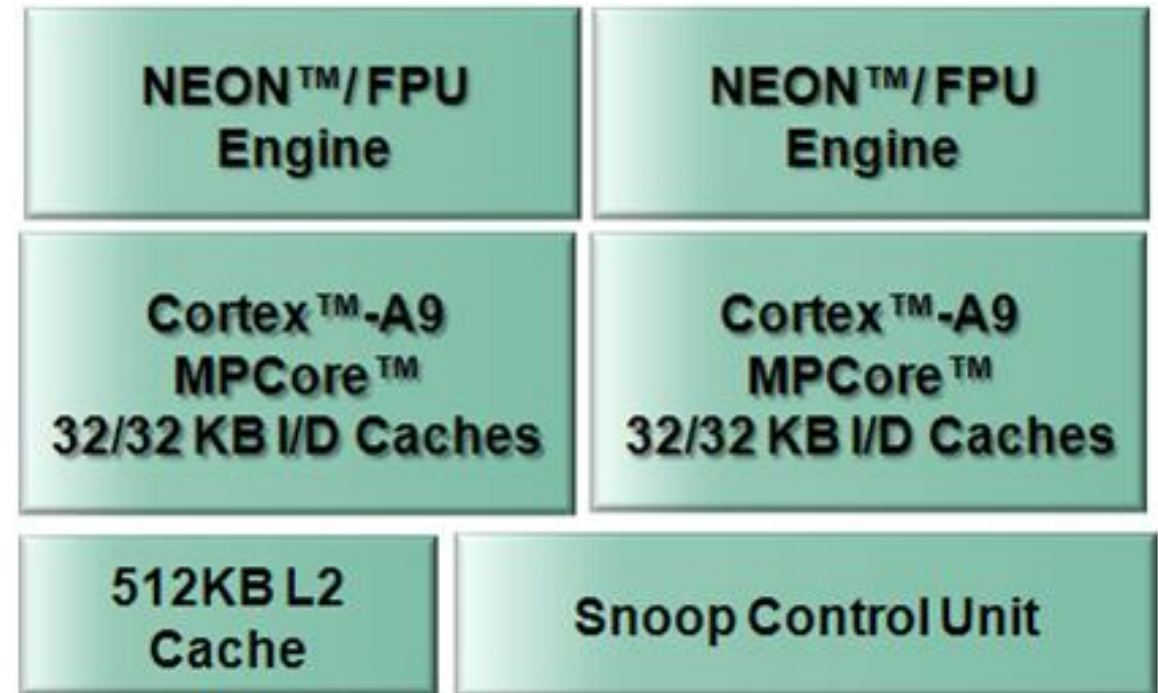 NEON™/FPU
Engine
NEON™/FPU
Engine
Cortex™-A9
MPCore™
32/32 KB I/D Caches
Cortex™-A9
MPCore™
32/32 KB I/D Caches
512KB L2
Cache
Snoop Control Unit